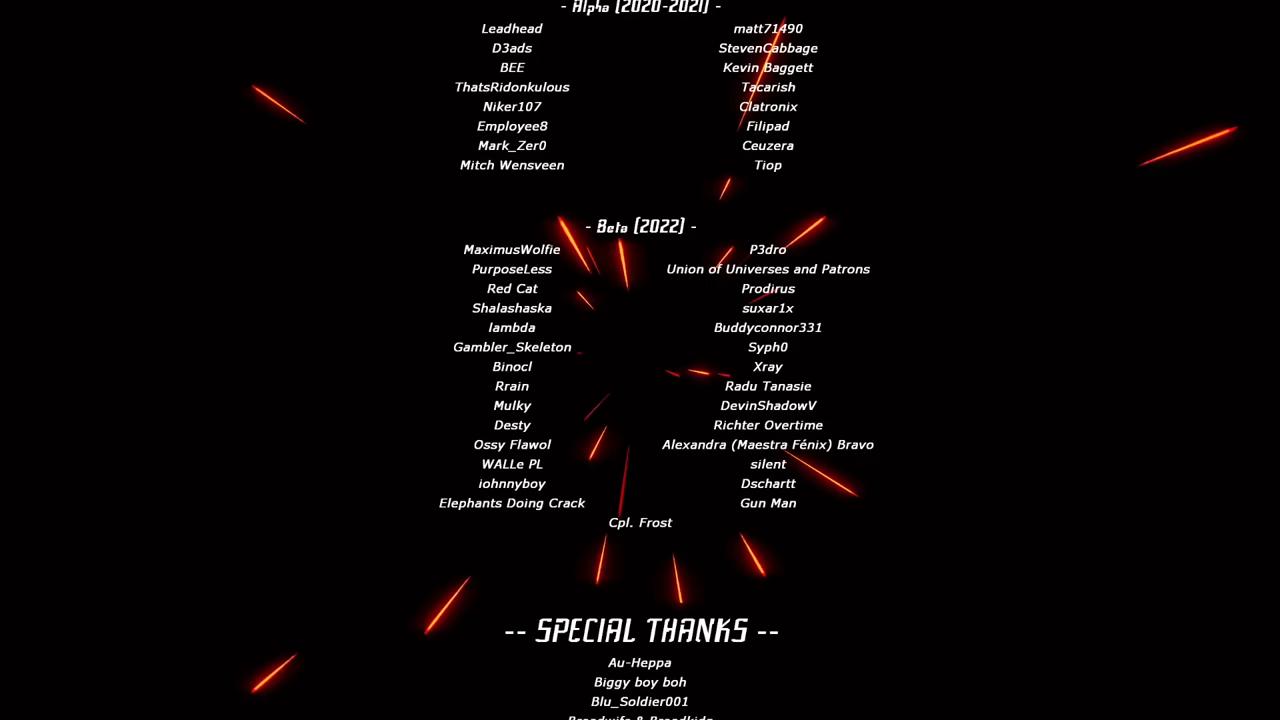 - Alpha [2020-2021] -
Leadhead matt71490
D3ads StevenCabbage
BEE Kevin Baggett
ThatsRidonkulous Tacarish
Niker107 Clatronix
Employee8 Filipad
Mark_Zer0 Ceuzera
Mitch Wensveen Tiop
- Beta [2022] -
MaximusWolfie P3dro
PurposeLess Union of Universes and Patrons
Red Cat Prodirus
Shalashaska suxar1x
lambda Buddyconnor331
Gambler_Skeleton Syph0
Binocl Xray
Rrain Radu Tanasie
Mulky DevinShadowV
Desty Richter Overtime
Ossy Flawol Alexandra (Maestra Fénix) Bravo
WALLe PL silent
iohnnyboy Dschartt
Elephants Doing Crack Gun Man
Cpl. Frost
-- SPECIAL THANKS --
Au-Heppa
Biggy boy boh
Blu_Soldier001
Breadwife & Breadkidz